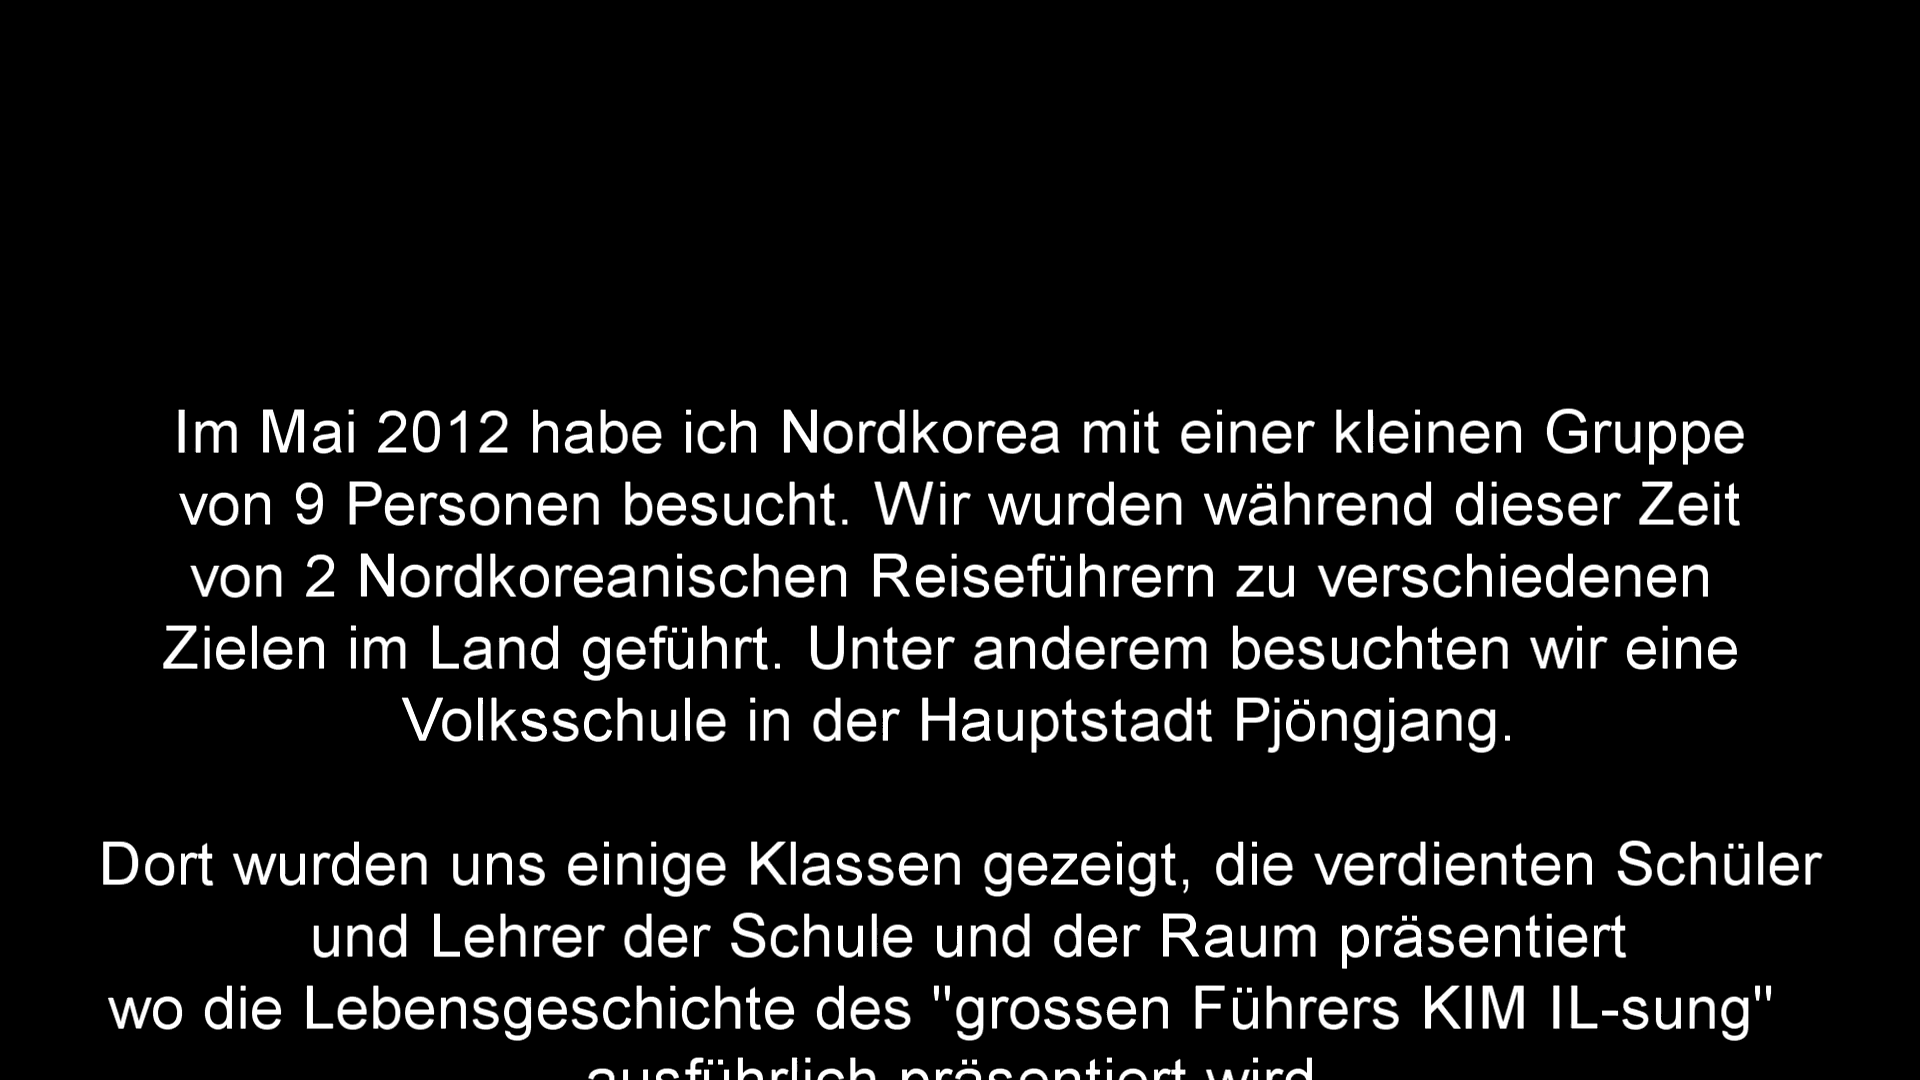 Im Mai 2012 habe ich Nordkorea mit einer kleinen Gruppe
von 9 Personen besucht. Wir wurden während dieser Zeit
von 2 Nordkoreanischen Reiseführern zu verschiedenen
Zielen im Land geführt. Unter anderem besuchten wir eine
Volksschule in der Hauptstadt Pjöngjang.
Dort wurden uns einige Klassen gezeigt, die verdienten Schüler
und Lehrer der Schule und der Raum präsentiert
wo die Lebensgeschichte des "grossen Führers KIM IL-sung"
ausführlich präsentiert wird